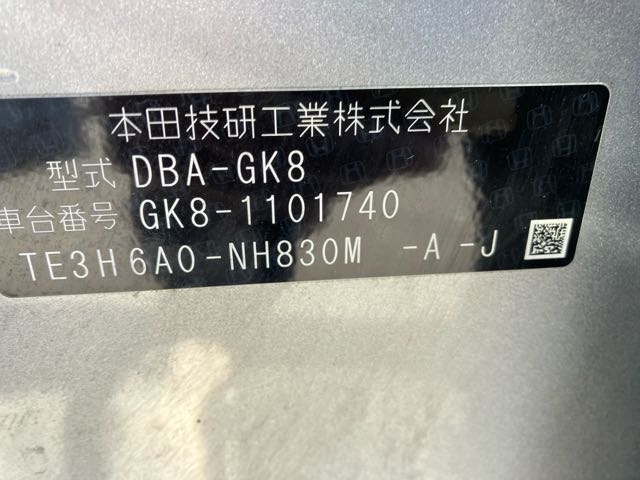 本田技研工業株式会社
型式 DBA-GK8
車台番号 GK8-1101740
TE3H6A0-NH830M -A -J